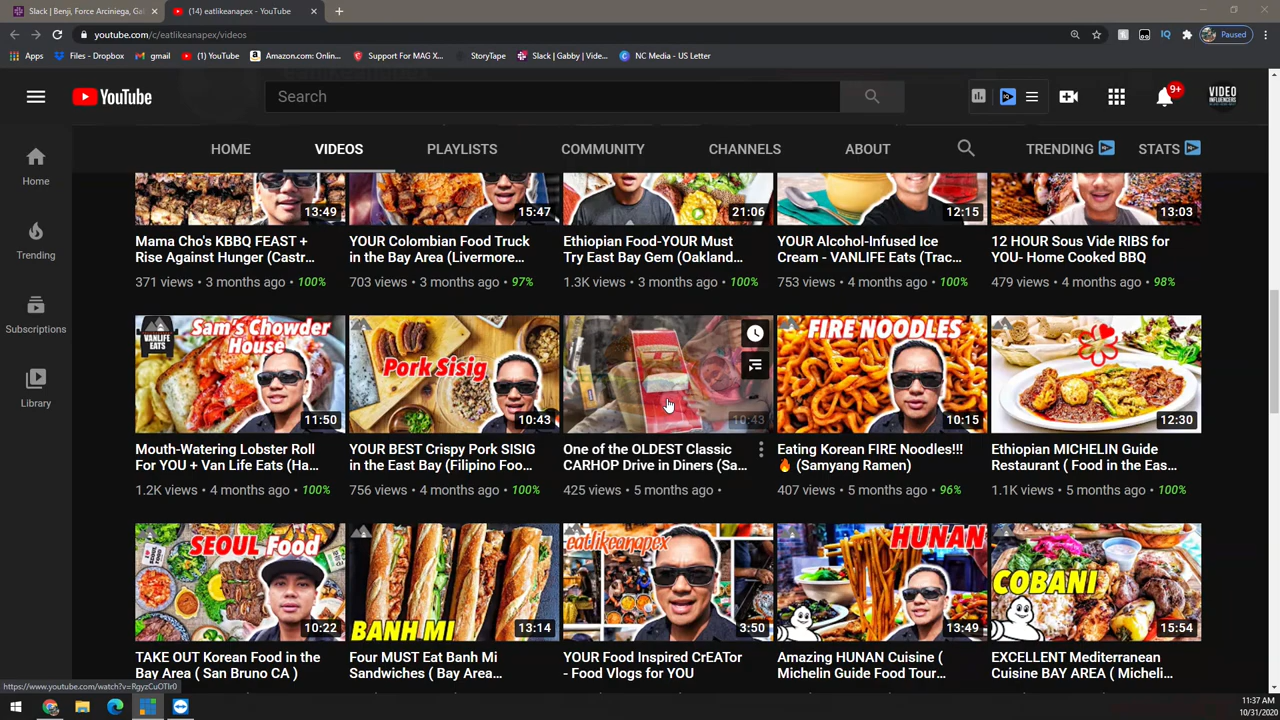 Slack | Benji, Force Arciniega, Ga
(14) eatlikeanapex - YouTube
youtube.com/c/eatlikeanapex/videos
Paused
Apps
Files - Dropbox
gmail
(1) YouTube
Amazon.com: Onlin...
Support For MAG X...
StoryTape
Slack | Gabby | Vide...
NC Media - US Letter
YouTube
Search
9+
VIDEO
INFLUENCERS
HOME
VIDEOS
PLAYLISTS
COMMUNITY
CHANNELS
ABOUT
TRENDING
STATS
Home
Trending
Subscriptions
Library
13:49
15:47
21:06
12:15
13:03
Mama Cho's KBBQ FEAST +
Rise Against Hunger (Castr...
371 views • 3 months ago • 100%
YOUR Colombian Food Truck
in the Bay Area (Livermore...
703 views • 3 months ago • 97%
Ethiopian Food-YOUR Must
Try East Bay Gem (Oakland...
1.3K views • 3 months ago • 100%
YOUR Alcohol-Infused Ice
Cream - VANLIFE Eats (Trac...
753 views • 4 months ago • 100%
12 HOUR Sous Vide RIBS for
YOU- Home Cooked BBQ
479 views • 4 months ago • 98%
VANLIFE
EATS
Sam's Chowder
House
11:50
Pork Sisig
10:43
10:43
FIRE NOODLES
10:15
12:30
Mouth-Watering Lobster Roll
For YOU + Van Life Eats (Ha...
1.2K views • 4 months ago • 100%
YOUR BEST Crispy Pork SISIG
in the East Bay (Filipino Foo...
756 views • 4 months ago • 100%
One of the OLDEST Classic
CARHOP Drive in Diners (Sa...
425 views • 5 months ago •
Eating Korean FIRE Noodles!!!
🔥 (Samyang Ramen)
407 views • 5 months ago • 96%
Ethiopian MICHELIN Guide
Restaurant ( Food in the Eas...
1.1K views • 5 months ago • 100%
SEOUL Food
10:22
BANH MI
13:14
eatlikeanapex
3:50
HUNAN
13:49
COBANI
15:54
TAKE OUT Korean Food in the
Bay Area ( San Bruno CA )
Four MUST Eat Banh Mi
Sandwiches ( Bay Area...
YOUR Food Inspired CrEATor
- Food Vlogs for YOU
Amazing HUNAN Cuisine (
Michelin Guide Food Tour...
EXCELLENT Mediterranean
Cuisine BAY AREA ( Micheli...
https://www.youtube.com/watch?v=RgyzCuOTlr0
11:37 AM
10/31/2020